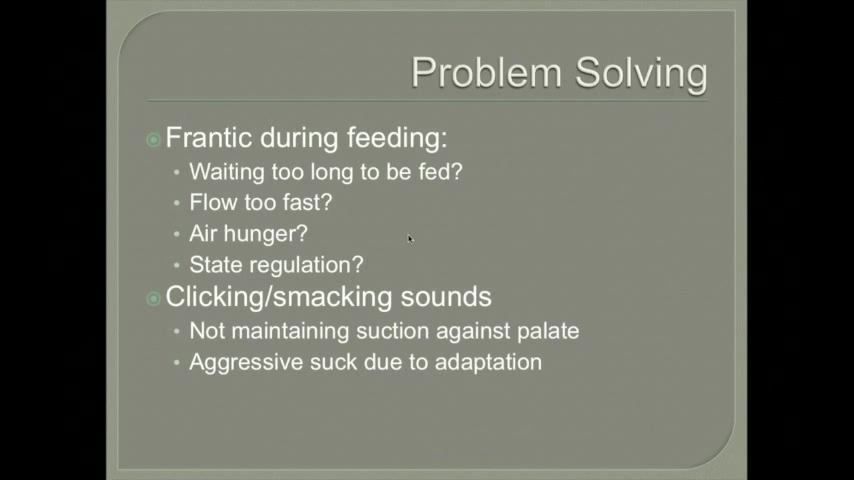 Problem Solving
Frantic during feeding:
Waiting too long to be fed?
Flow too fast?
Air hunger?
State regulation?
Clicking/smacking sounds
Not maintaining suction against palate
Aggressive suck due to adaptation